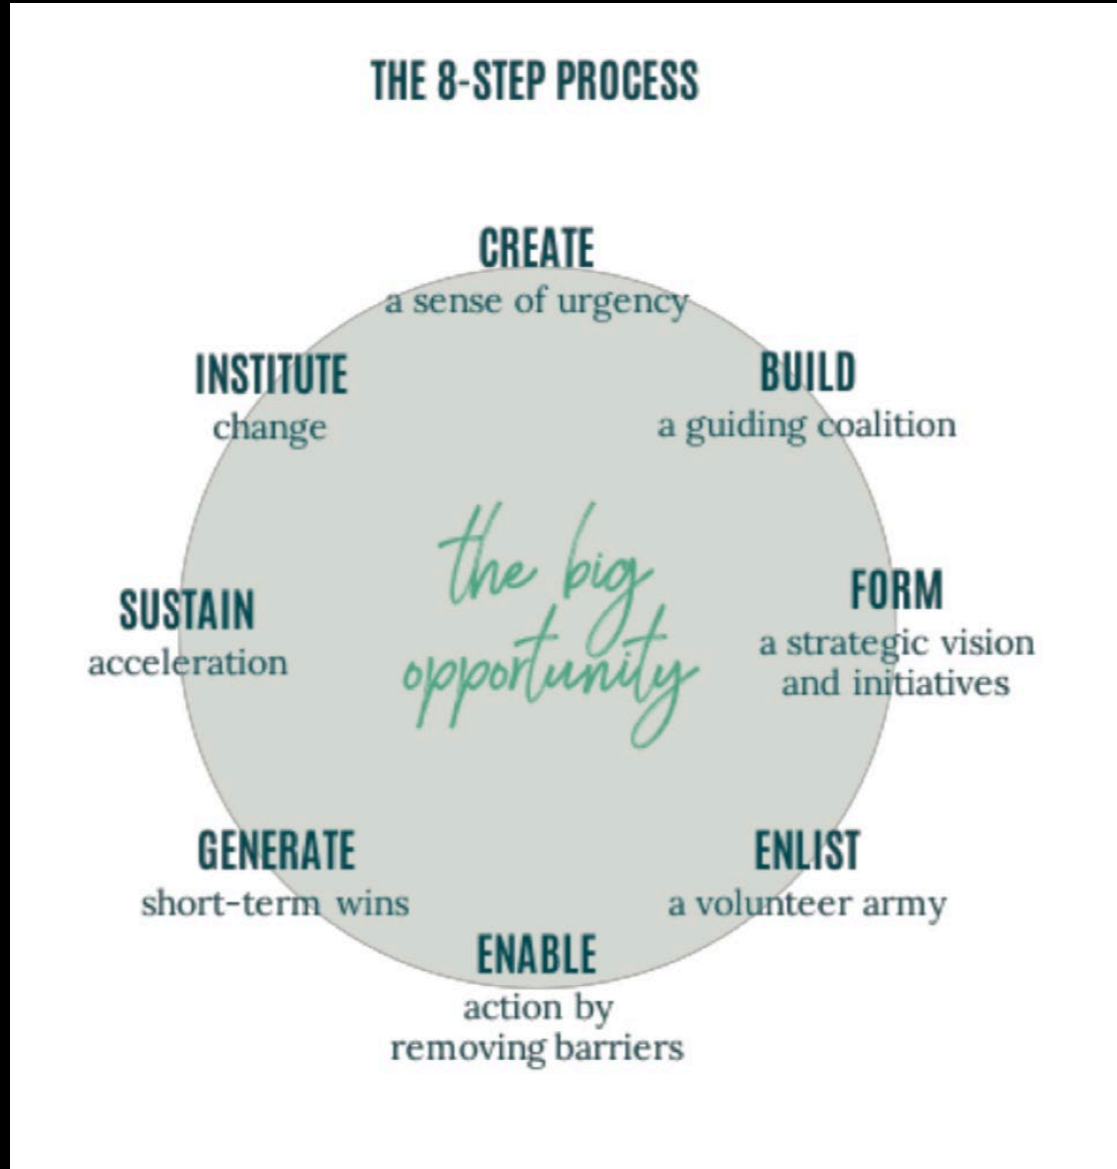 THE 8-STEP PROCESS
CREATE
a sense of urgency
BUILD
a guiding coalition
FORM
a strategic vision
and initiatives
ENLIST
a volunteer army
ENABLE
action by
removing barriers
GENERATE
short-term wins
SUSTAIN
acceleration
INSTITUTE
change
the big
opportunity